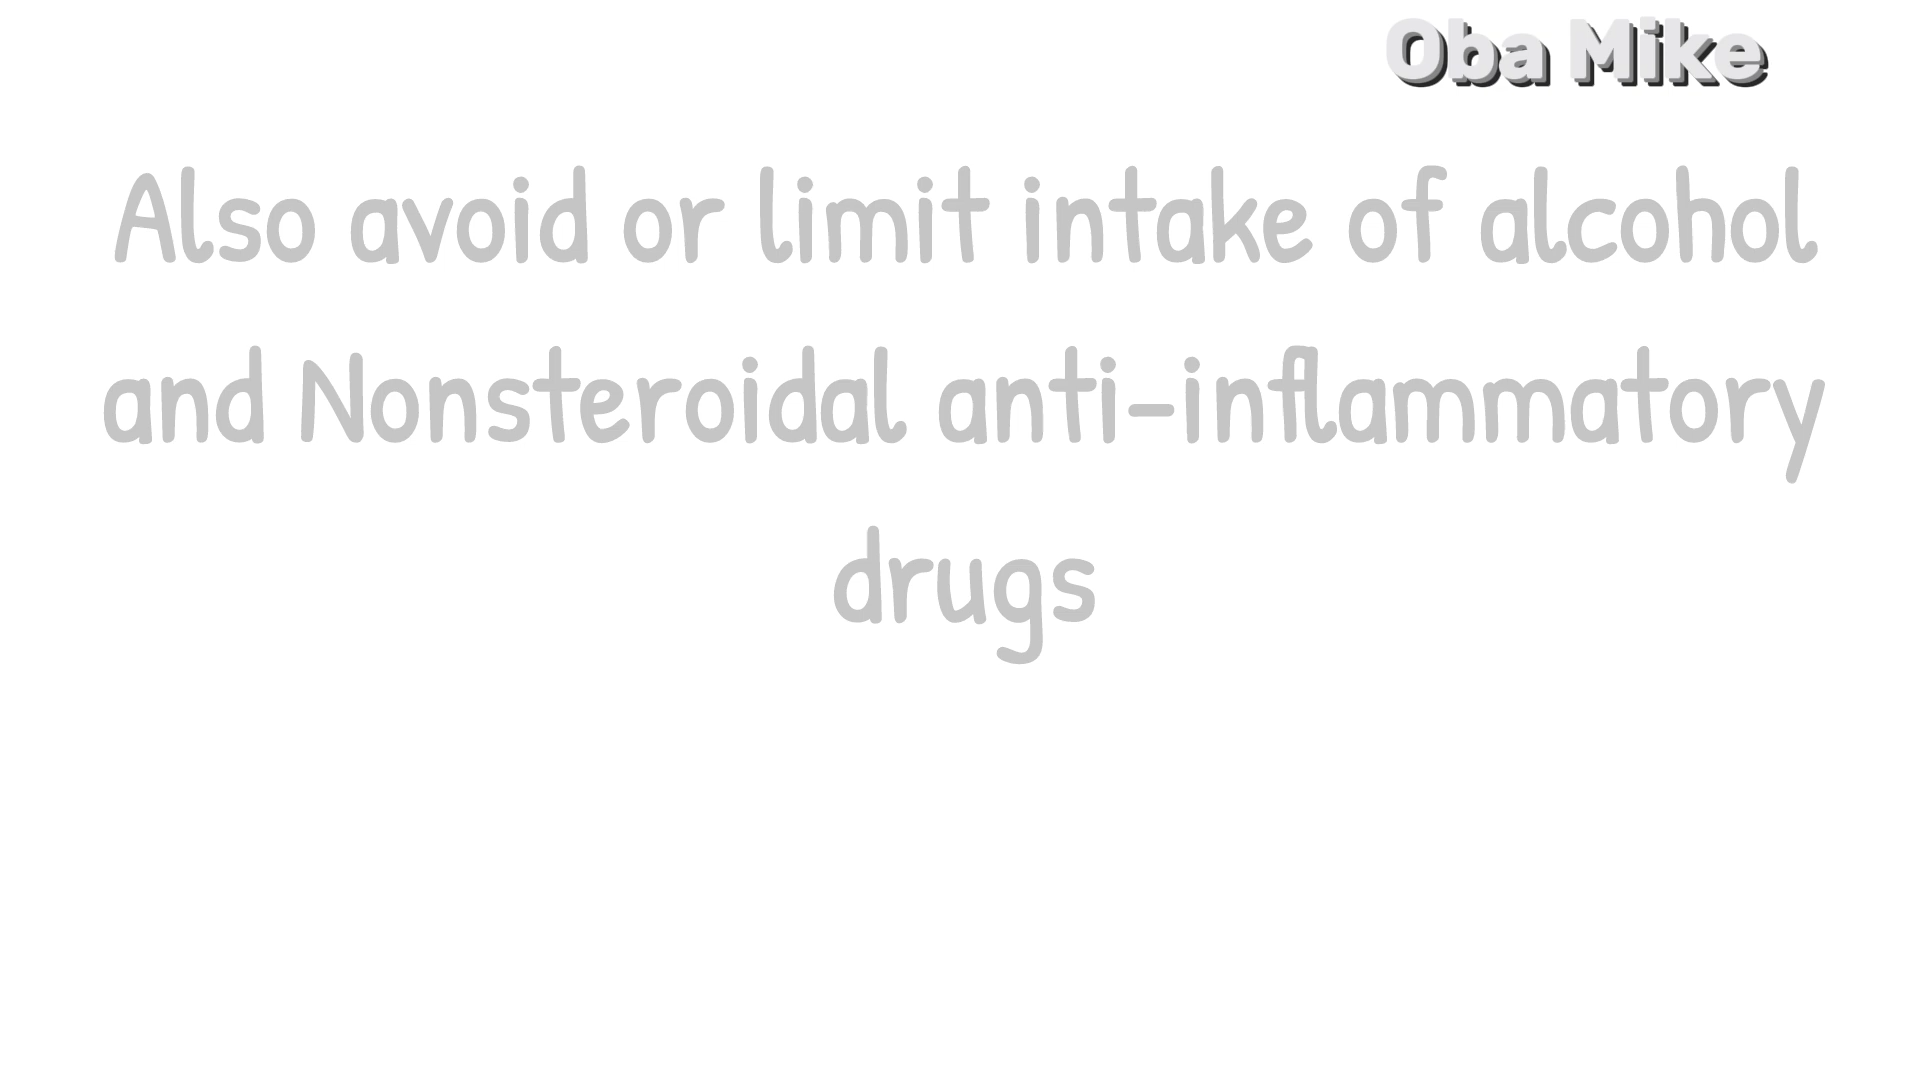 Oba Mike
Also avoid or limit intake of alcohol
and Nonsteroidal anti-inflammatory
drugs